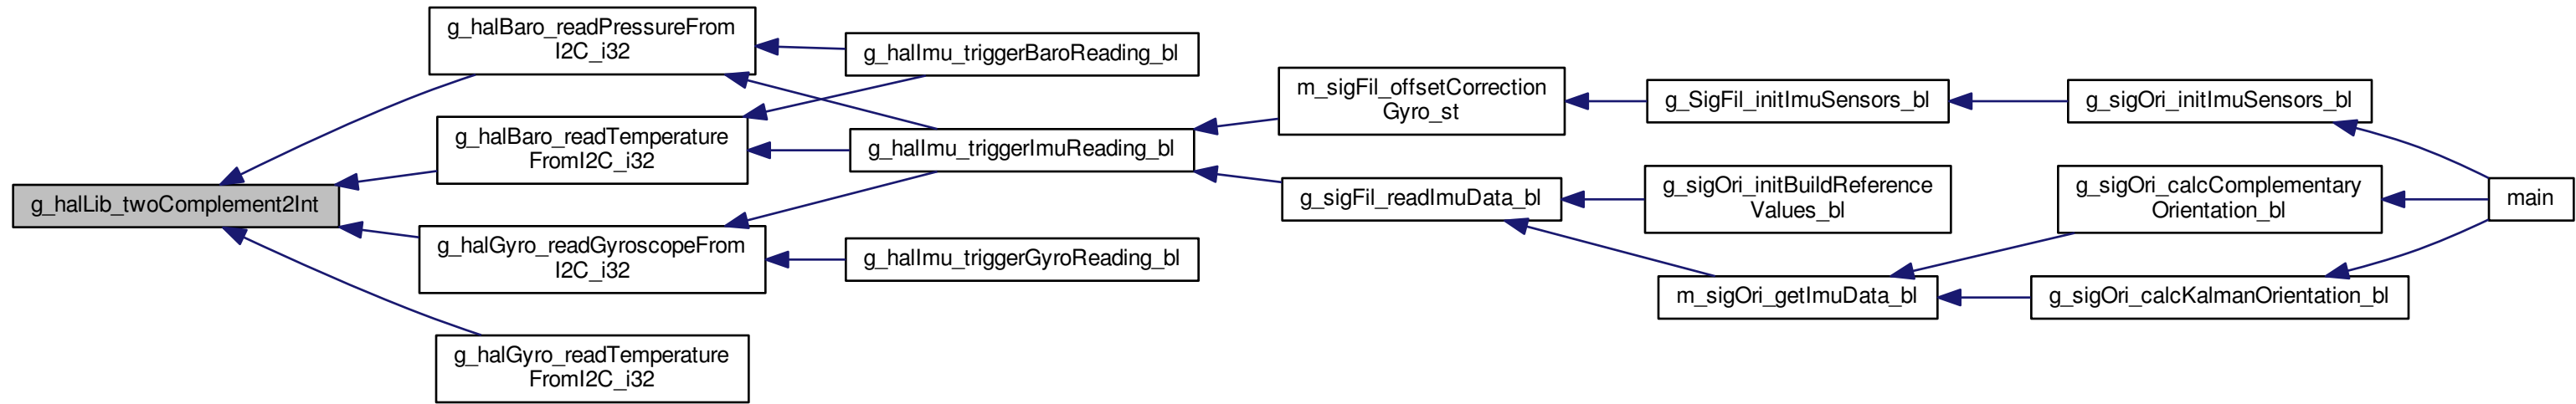 g_halLib_twoComplement2Int
g_halBaro_readPressureFrom
I2C_i32
g_halBaro_readTemperature
FromI2C_i32
g_halGyro_readGyroscopeFrom
I2C_i32
g_halGyro_readTemperature
FromI2C_i32
g_halImu_triggerBaroReading_bl
g_halImu_triggerImuReading_bl
g_halImu_triggerGyroReading_bl
m_sigFil_offsetCorrection
Gyro_st
g_sigFil_readImuData_bl
g_SigFil_initImuSensors_bl
g_sigOri_initBuildReference
Values_bl
m_sigOri_getImuData_bl
g_sigOri_initImuSensors_bl
g_sigOri_calcComplementary
Orientation_bl
g_sigOri_calcKalmanOrientation_bl
main